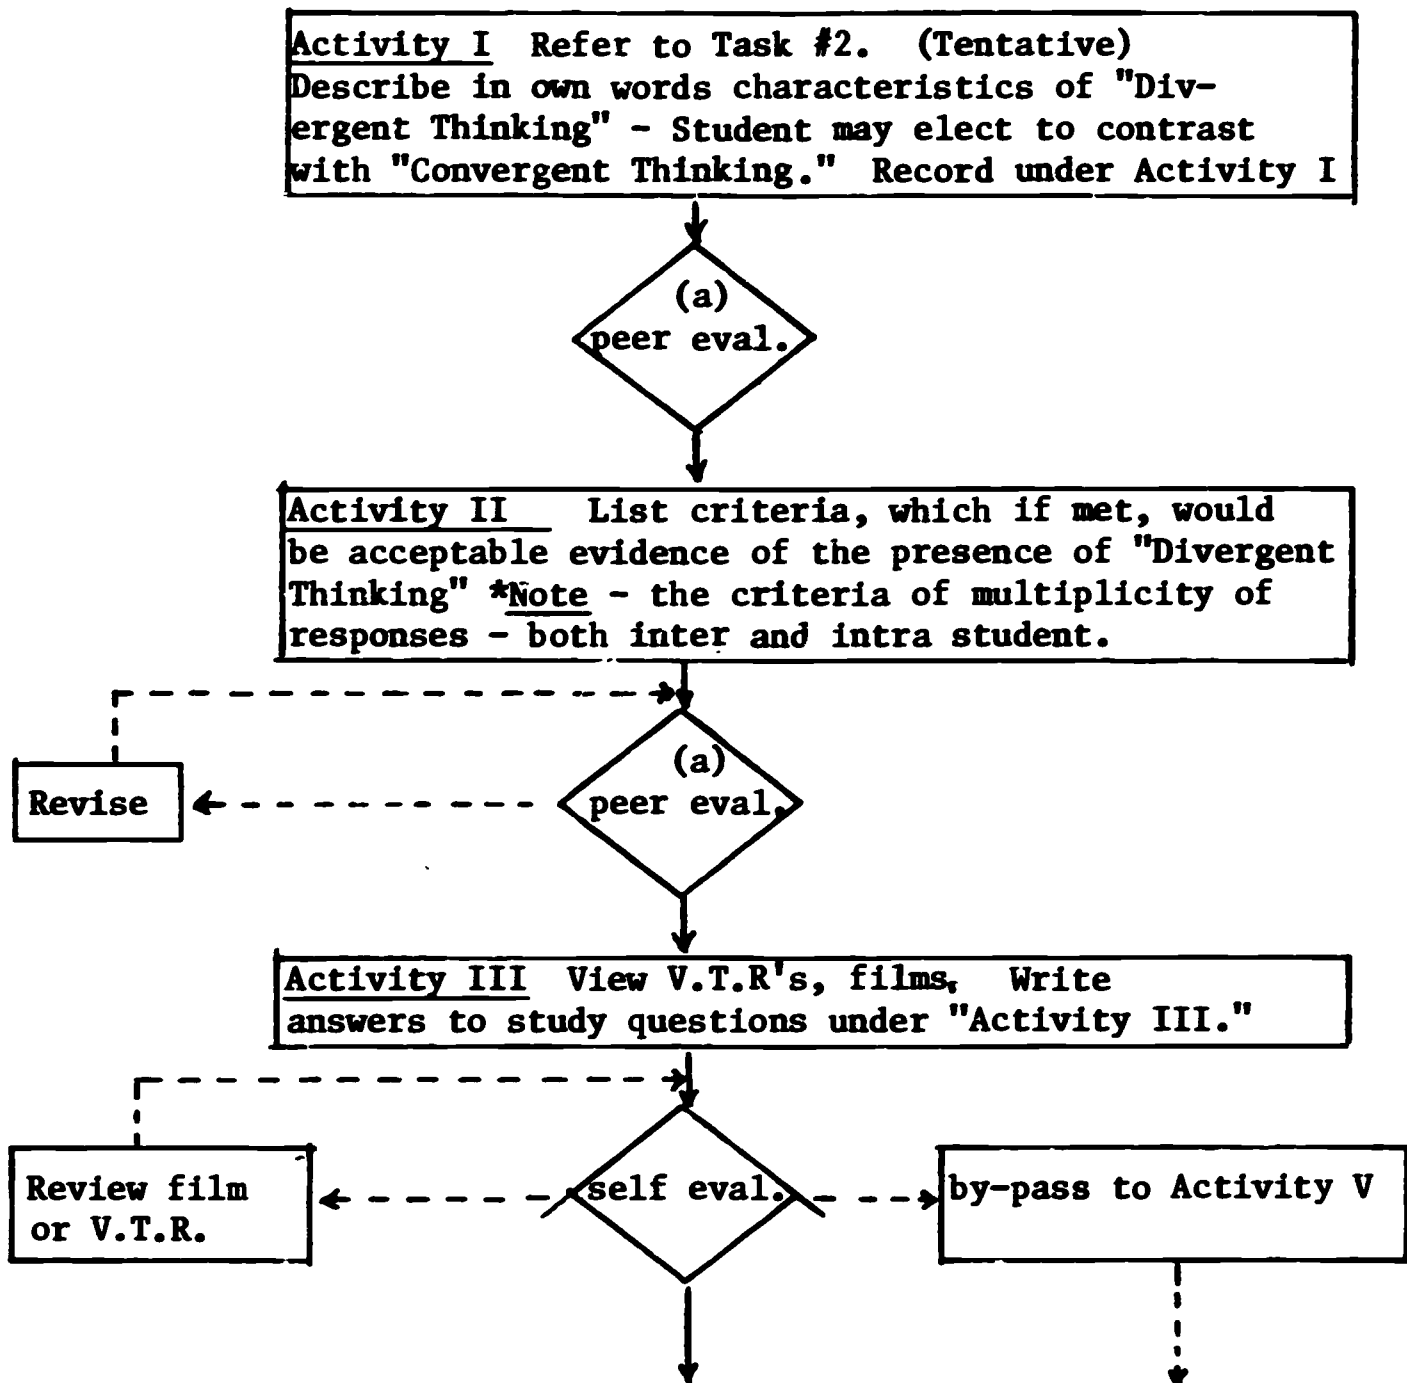 Activity I Refer to Task #2. (Tentative)
Describe in own words characteristics of "Div-
ergent Thinking" - Student may elect to contrast
with "Convergent Thinking." Record under Activity I
(a)
peer eval.
Activity II List criteria, which if met, would
be acceptable evidence of the presence of "Divergent
Thinking" *Note - the criteria of multiplicity of
responses - both inter and intra student.
(a)
peer eval.
Revise
Activity III View V.T.R's, films. Write
answers to study questions under "Activity III."
Review film
or V.T.R.
self eval.
by-pass to Activity V